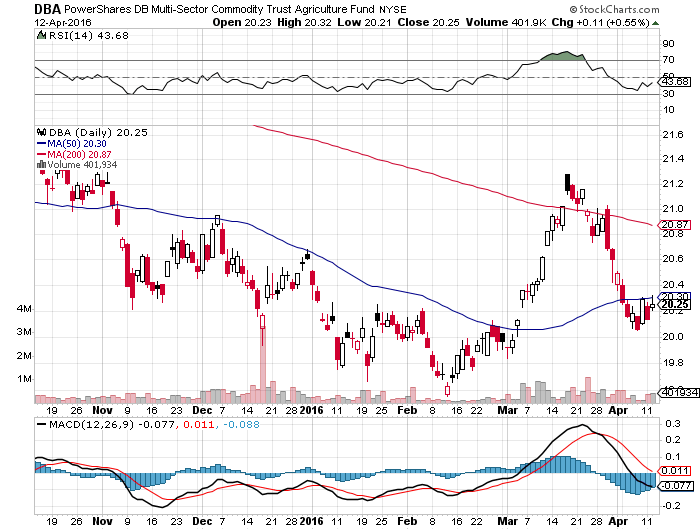 DBA PowerShares DB Multi-Sector Commodity Trust Agriculture Fund NYSE © StockCharts.com
12-Apr-2016 Open 20.23 High 20.32 Low 20.21 Close 20.25 Volume 401.9K Chg +0.11 (+0.55%)
RSI(14) 43.68
90
70
50
43.68
30
10
DBA (Daily) 20.25
MA(50) 20.30
MA(200) 20.87
Volume 401,934
21.6
21.4
21.2
21.0
20.87
20.8
20.6
20.4
20.30
20.25
20.2
20.0
19.8
4M
3M
2M
1M
401934
19 26 Nov 9 16 23 Dec 7 14 21 28 2016 11 19 25 Feb 8 16 22 Mar 7 14 21 28 Apr 11
MACD(12,26,9) -0.077, 0.011, -0.088
0.3
0.2
0.1
0.011
-0.077
-0.2
19 26 Nov 9 16 23 Dec 7 14 21 28 2016 11 19 25 Feb 8 16 22 Mar 7 14 21 28 Apr 11